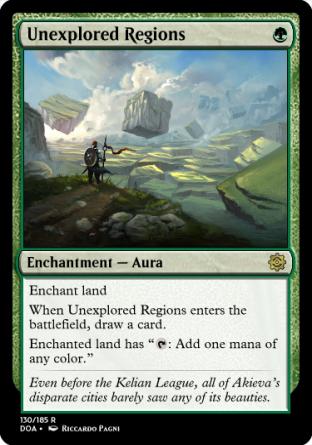 Unexplored Regions
Enchantment — Aura
Enchant land
When Unexplored Regions enters the
battlefield, draw a card.
Enchanted land has “: Add one mana of
any color.”
Even before the Kelian League, all of Akieva's
disparate cities barely saw any of its beauties.
130/185 R
DOA • Riccardo Pagni